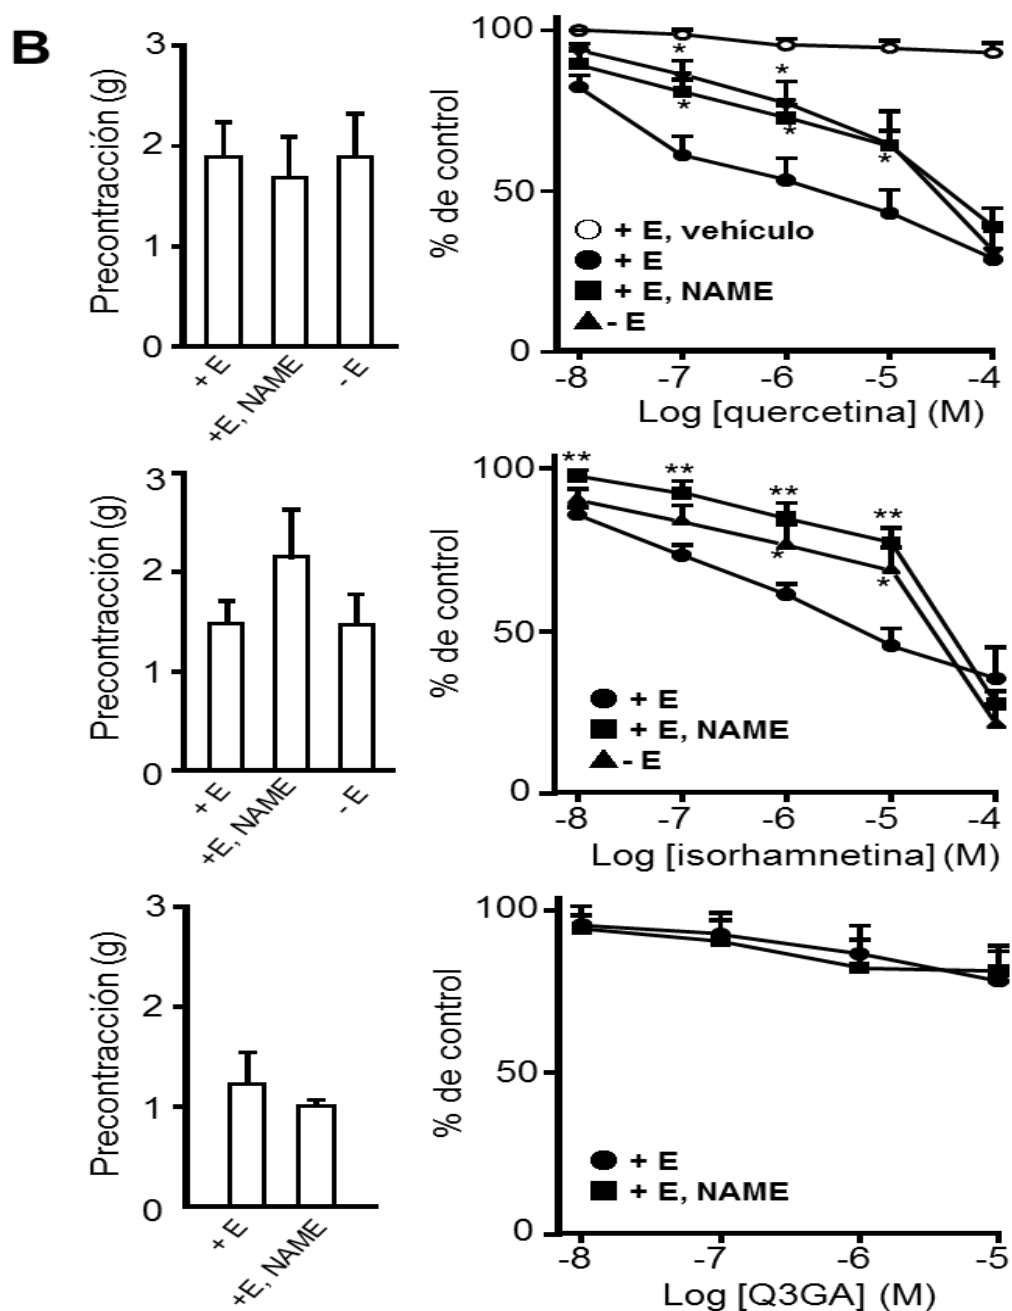 B
3
2
1
0
Precontracción (g)
+ E
+E, NAME
- E
100
50
0
% de control
* * * * *
+ E, vehículo
+ E
+ E, NAME
- E
-8 -7 -6 -5 -4
Log [quercetina] (M)
3
2
1
0
Precontracción (g)
+ E
+E, NAME
- E
100
50
0
% de control
** ** ** **
* *
+ E
+ E, NAME
- E
-8 -7 -6 -5 -4
Log [isorhamnetina] (M)
3
2
1
0
Precontracción (g)
+ E
+E, NAME
100
50
0
% de control
+ E
+ E, NAME
-8 -7 -6 -5
Log [Q3GA] (M)